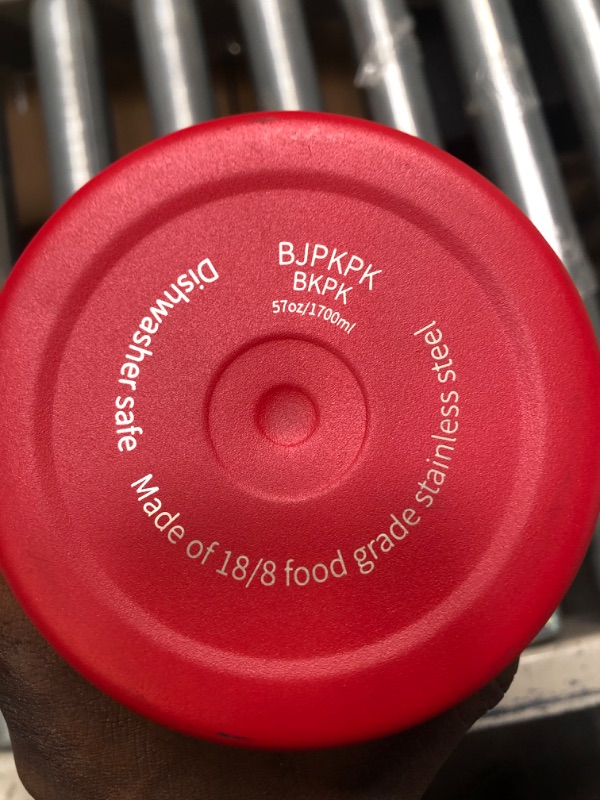 BJPKPK
BKPK
57oz/1700ml
Dishwasher safe
Made of 18/8 food grade stainless steel